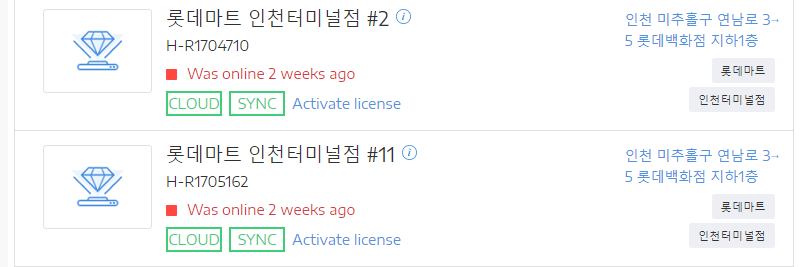 롯데마트 인천터미널점 #2
H-R1704710
Was online 2 weeks ago
CLOUD SYNC Activate license
인천 미추홀구 연남로 3→
5 롯데백화점 지하1층
롯데마트
인천터미널점
롯데마트 인천터미널점 #11
H-R1705162
Was online 2 weeks ago
CLOUD SYNC Activate license
인천 미추홀구 연남로 3→
5 롯데백화점 지하1층
롯데마트
인천터미널점